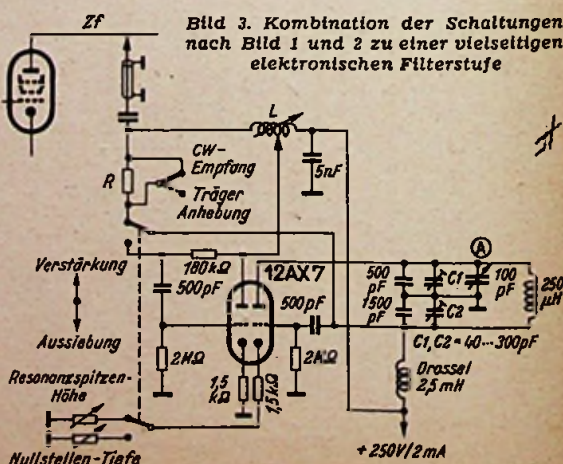 Zf
Bild 3. Kombination der Schaltungen
nach Bild 1 und 2 zu einer vielseitigen
elektronischen Filterstufe
L
CW-
Empfang
R
Träger
Anhebung
5nF
Verstärkung
180kΩ
12AX7
500pF
500pF
500
pF
C1
A
100
pF
250
µH
1500
pF
C2
Aussiebung
2MΩ
2MΩ
C1, C2 = 40...300pF
Resonanzspitzen-
Höhe
1,5
kΩ
1,5kΩ
Drossel
2,5 mH
Nullstellen-Tiefe
+250V/2mA